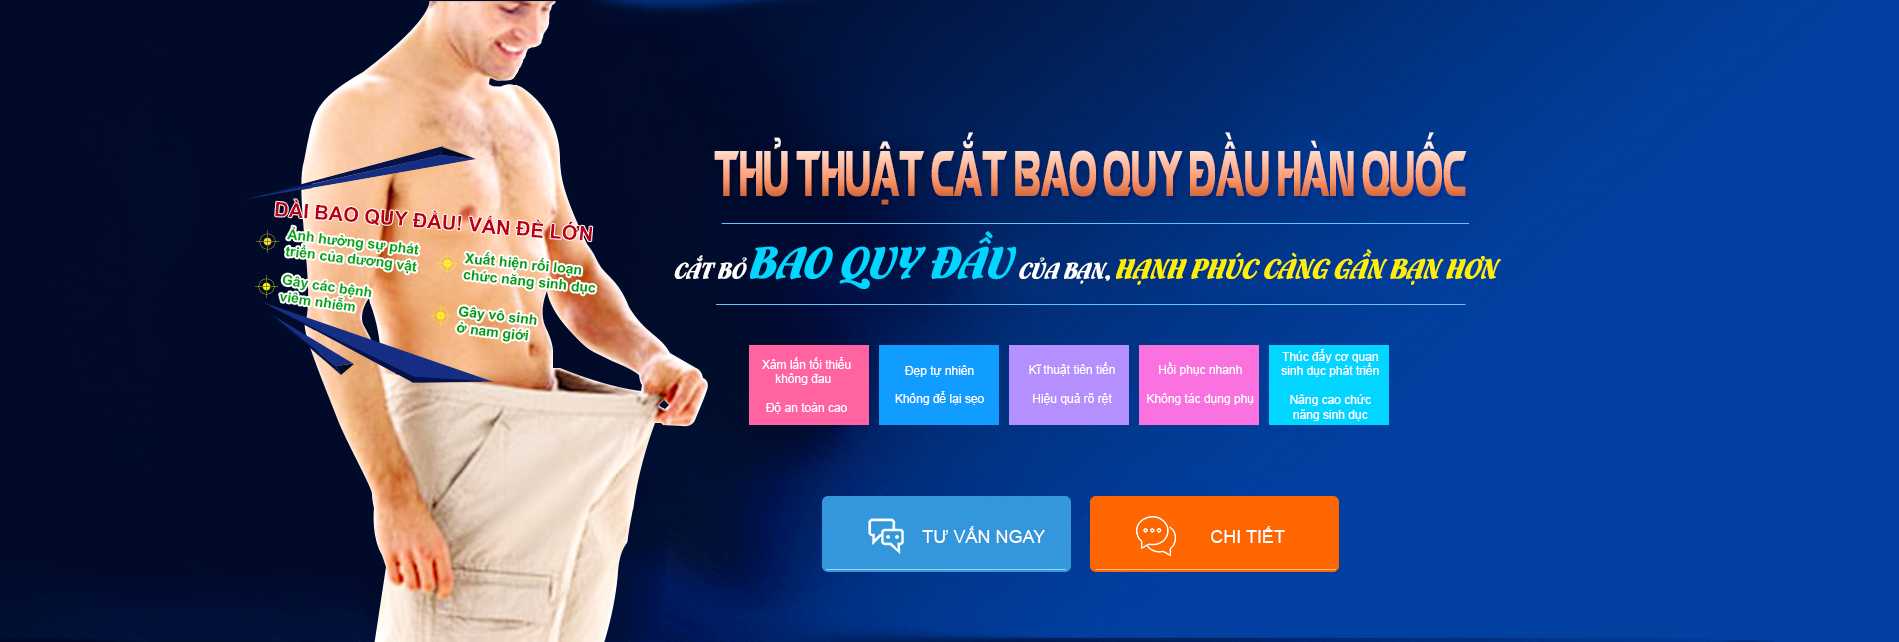 THỦ THUẬT CẮT BAO QUY ĐẦU HÀN QUỐC
CẮT BỎ BAO QUY ĐẦU CỦA BẠN, HẠNH PHÚC CÀNG GẦN BẠN HƠN
DÀI BAO QUY ĐẦU! VẤN ĐỀ LỚN
Ảnh hưởng sự phát
triển của dương vật
Gây các bệnh
viêm nhiễm
Xuất hiện rối loạn
chức năng sinh dục
Gây vô sinh
ở nam giới
Xâm lấn tối thiểu
không đau
Độ an toàn cao
Đẹp tự nhiên
Không để lại sẹo
Kĩ thuật tiên tiến
Hiệu quả rõ rệt
Hồi phục nhanh
Không tác dụng phụ
Thúc đẩy cơ quan
sinh dục phát triển
Nâng cao chức
năng sinh dục
TƯ VẤN NGAY
CHI TIẾT